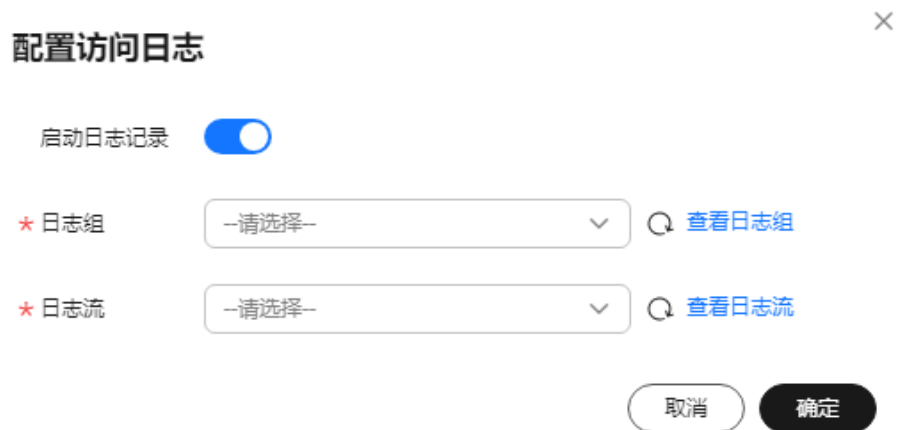 配置访问日志
启动日志记录
* 日志组 --请选择-- 查看日志组
* 日志流 --请选择-- 查看日志流
取消 确定